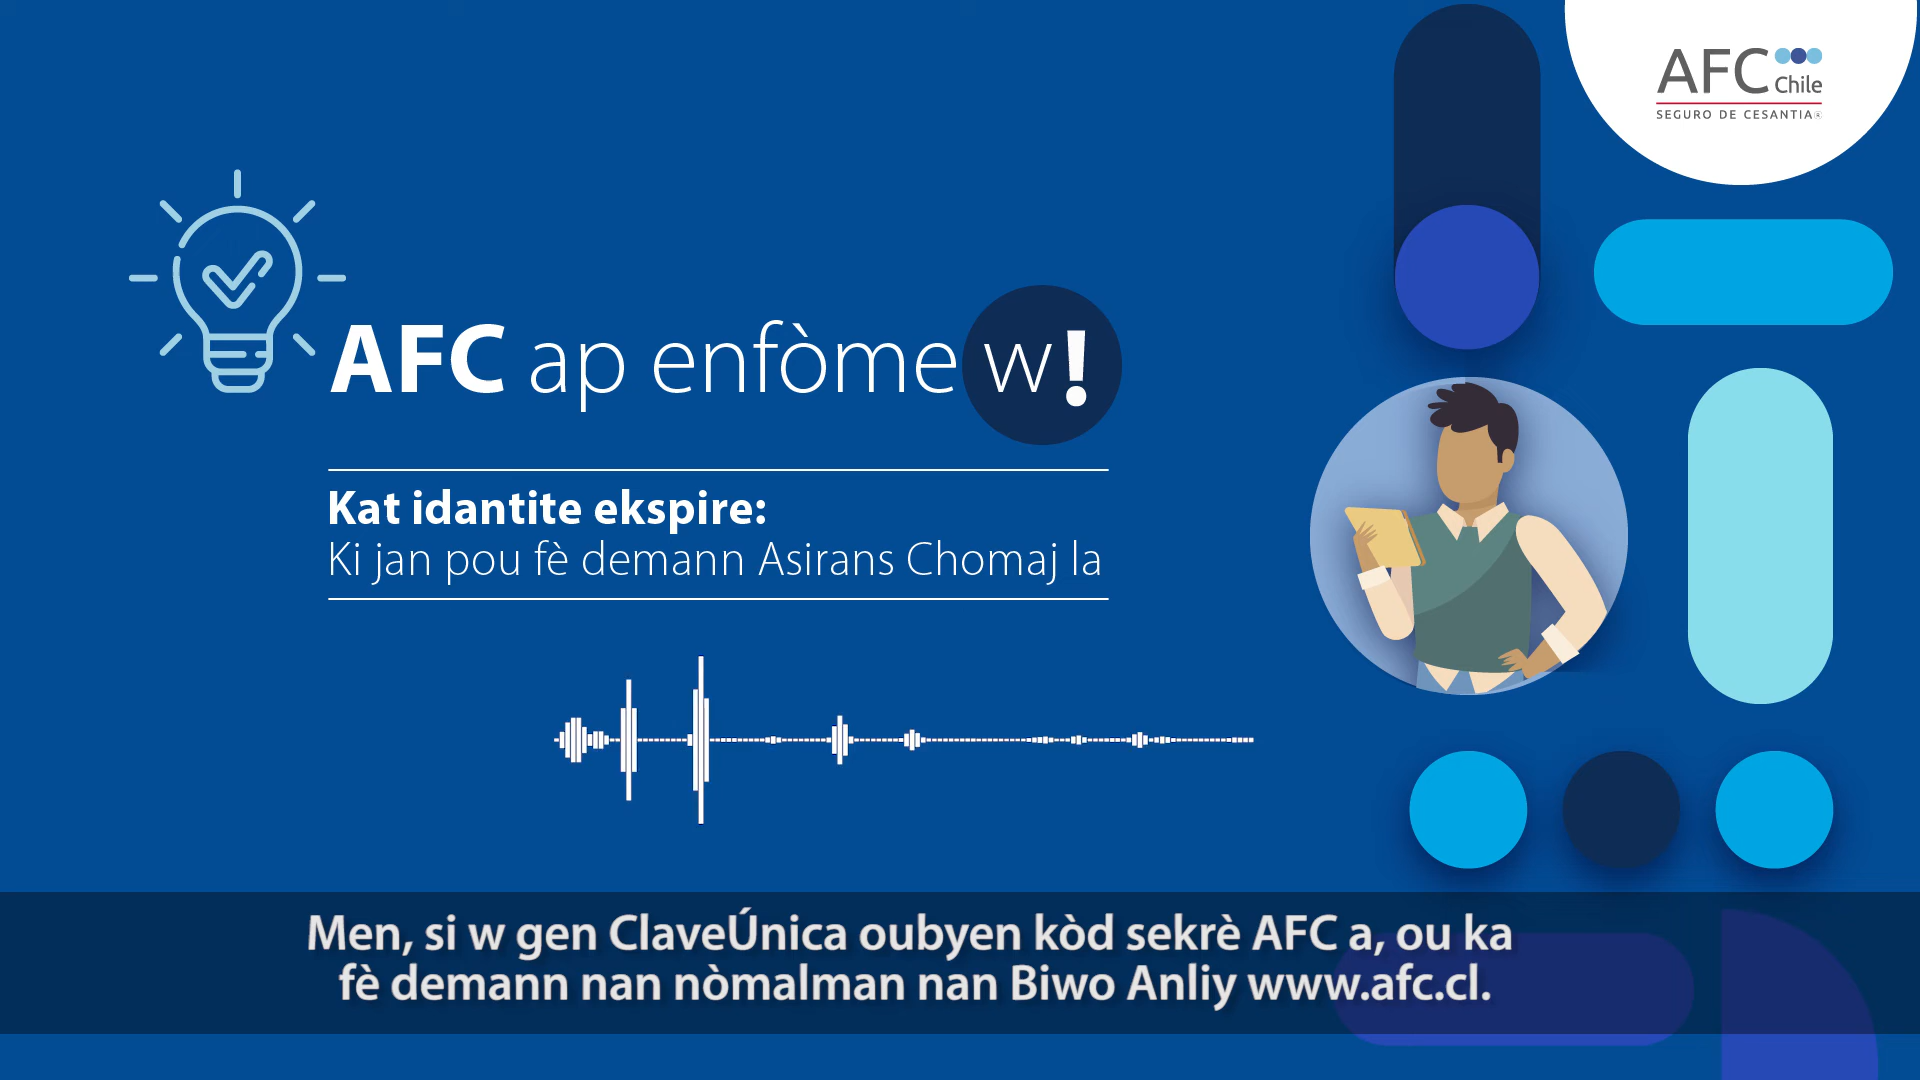 AFC Chile
SEGURO DE CESANTIA®
AFC ap enfòme w!
Kat idantite ekspire:
Ki jan pou fè demann Asirans Chomaj la
Men, si w gen ClaveÚnica oubyen kòd sekrè AFC a, ou ka
fè demann nan nòmalman nan Biwo Anliy www.afc.cl.